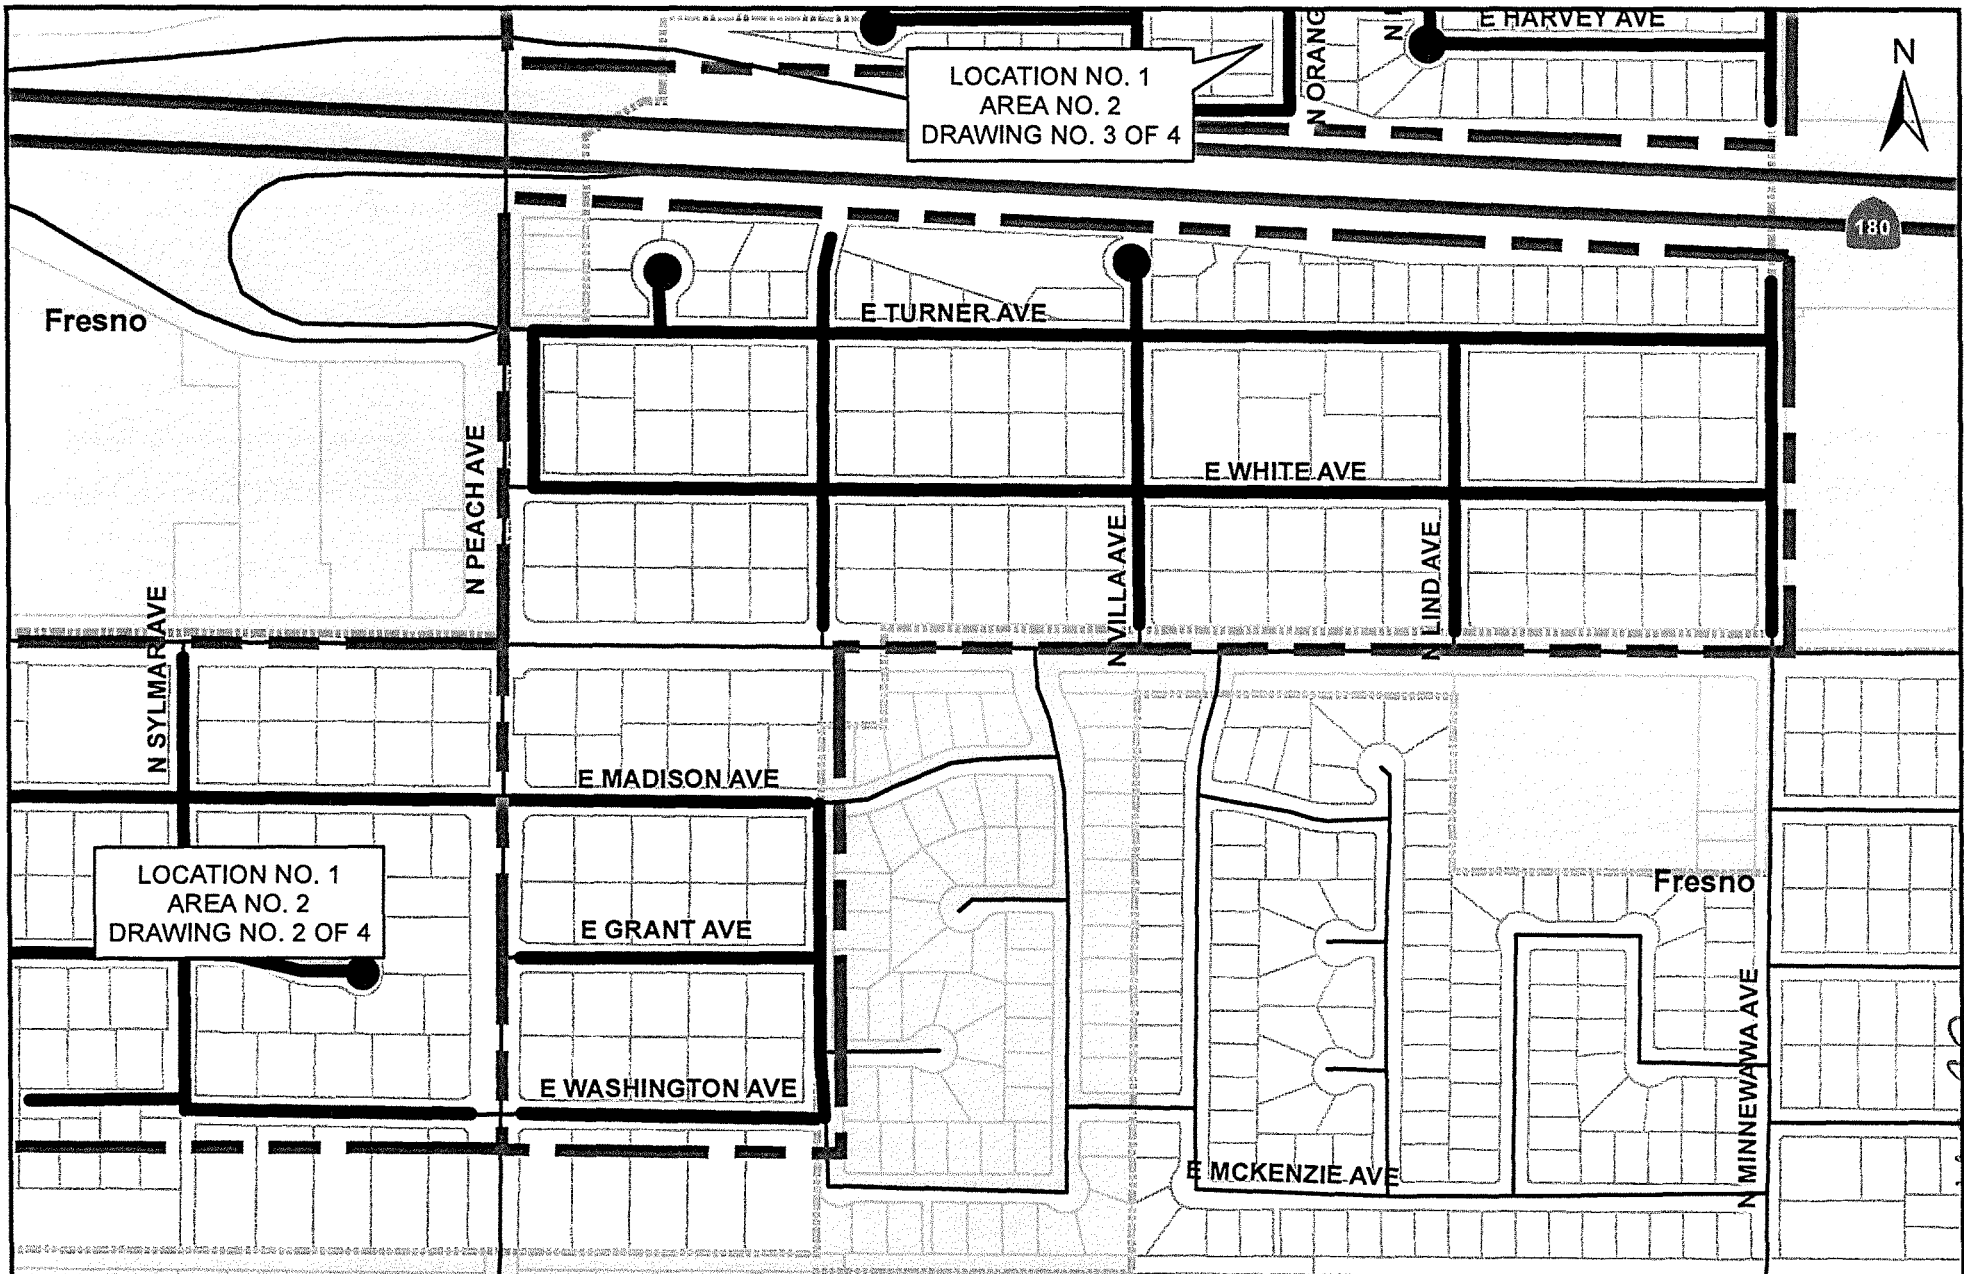 E HARVEY AVE
N ORANG
N
N
LOCATION NO. 1
AREA NO. 2
DRAWING NO. 3 OF 4
180
Fresno
E TURNER AVE
N PEACH AVE
E WHITE AVE
N VILLA AVE
N LIND AVE
N SYLMAR AVE
E MADISON AVE
LOCATION NO. 1
AREA NO. 2
DRAWING NO. 2 OF 4
E GRANT AVE
Fresno
E WASHINGTON AVE
N MINNEWAWA AVE
E MCKENZIE AVE